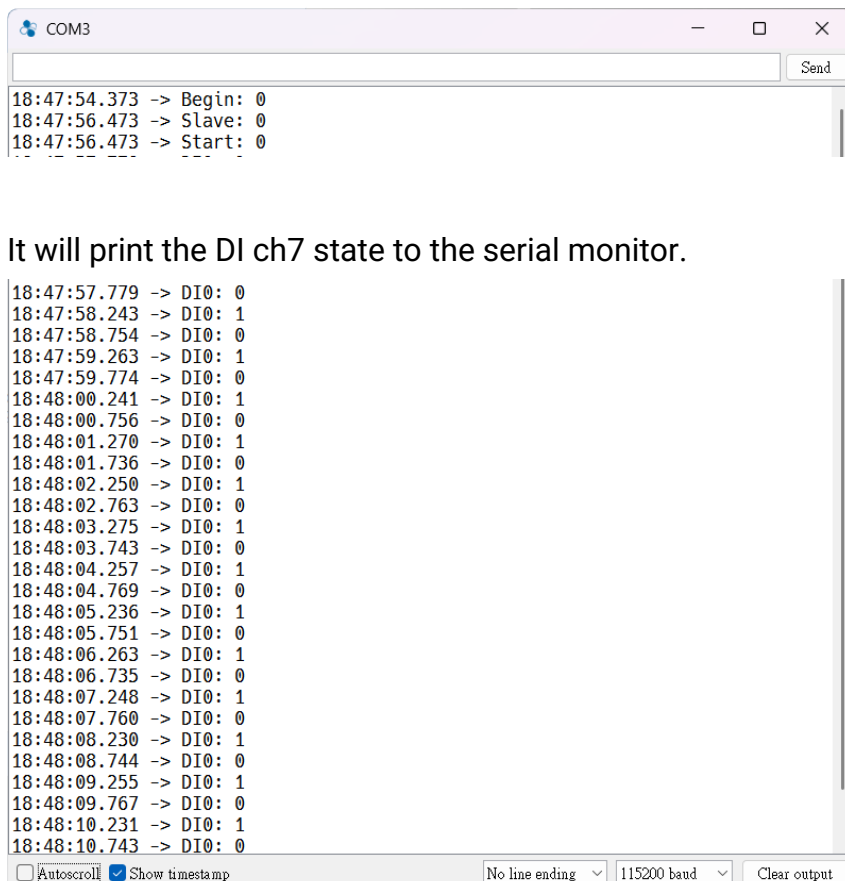 COM3
Send
18:47:54.373 -> Begin: 0
18:47:56.473 -> Slave: 0
18:47:56.473 -> Start: 0
It will print the DI ch7 state to the serial monitor.
18:47:57.779 -> DI0: 0
18:47:58.243 -> DI0: 1
18:47:58.754 -> DI0: 0
18:47:59.263 -> DI0: 1
18:47:59.774 -> DI0: 0
18:48:00.241 -> DI0: 1
18:48:00.756 -> DI0: 0
18:48:01.270 -> DI0: 1
18:48:01.736 -> DI0: 0
18:48:02.250 -> DI0: 1
18:48:02.763 -> DI0: 0
18:48:03.275 -> DI0: 1
18:48:03.743 -> DI0: 0
18:48:04.257 -> DI0: 1
18:48:04.769 -> DI0: 0
18:48:05.236 -> DI0: 1
18:48:05.751 -> DI0: 0
18:48:06.263 -> DI0: 1
18:48:06.735 -> DI0: 0
18:48:07.248 -> DI0: 1
18:48:07.760 -> DI0: 0
18:48:08.230 -> DI0: 1
18:48:08.744 -> DI0: 0
18:48:09.255 -> DI0: 1
18:48:09.767 -> DI0: 0
18:48:10.231 -> DI0: 1
18:48:10.743 -> DI0: 0
Autoscroll Show timestamp No line ending 115200 baud Clear output